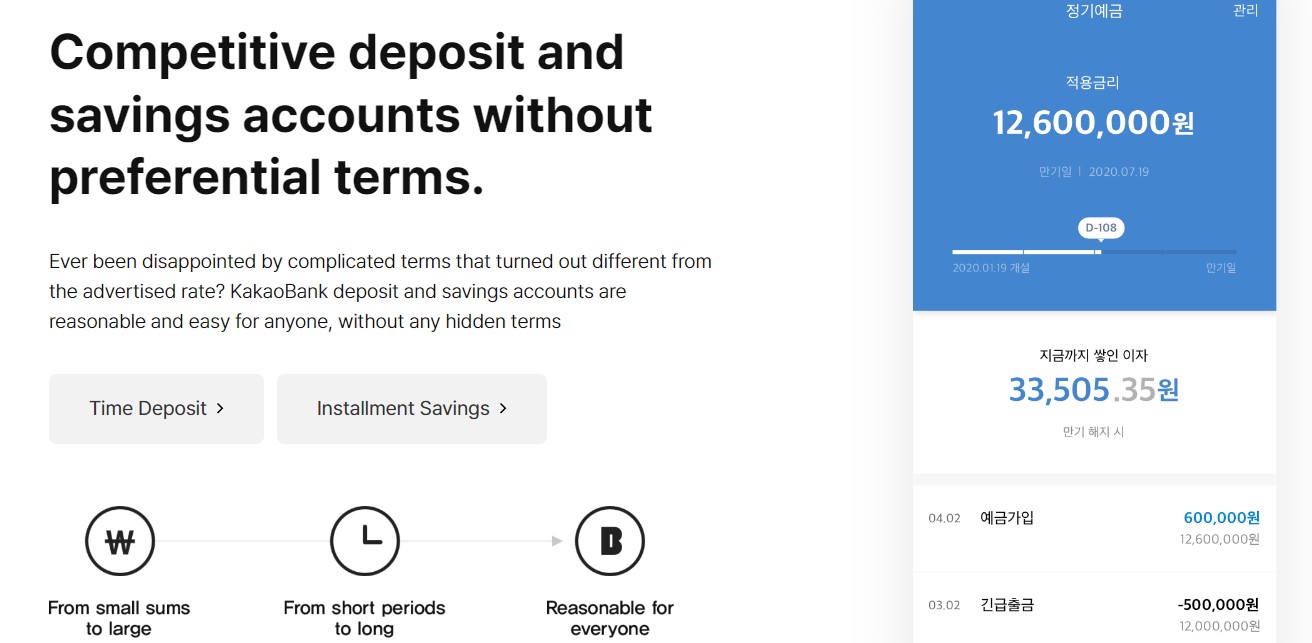 Competitive deposit and
savings accounts without
preferential terms.
Ever been disappointed by complicated terms that turned out different from
the advertised rate? KakaoBank deposit and savings accounts are
reasonable and easy for anyone, without any hidden terms
Time Deposit >
Installment Savings >
₩
B
From small sums
to large
From short periods
to long
Reasonable for
everyone
정기예금
관리
적용금리
12,600,000원
만기일 | 2020.07.19
D-108
2020.01.19 개설
만기일
지금까지 쌓인 이자
33,505.35원
만기 해지 시
04.02 예금가입 600,000원
12,600,000원
03.02 긴급출금 -500,000원
12,000,000원